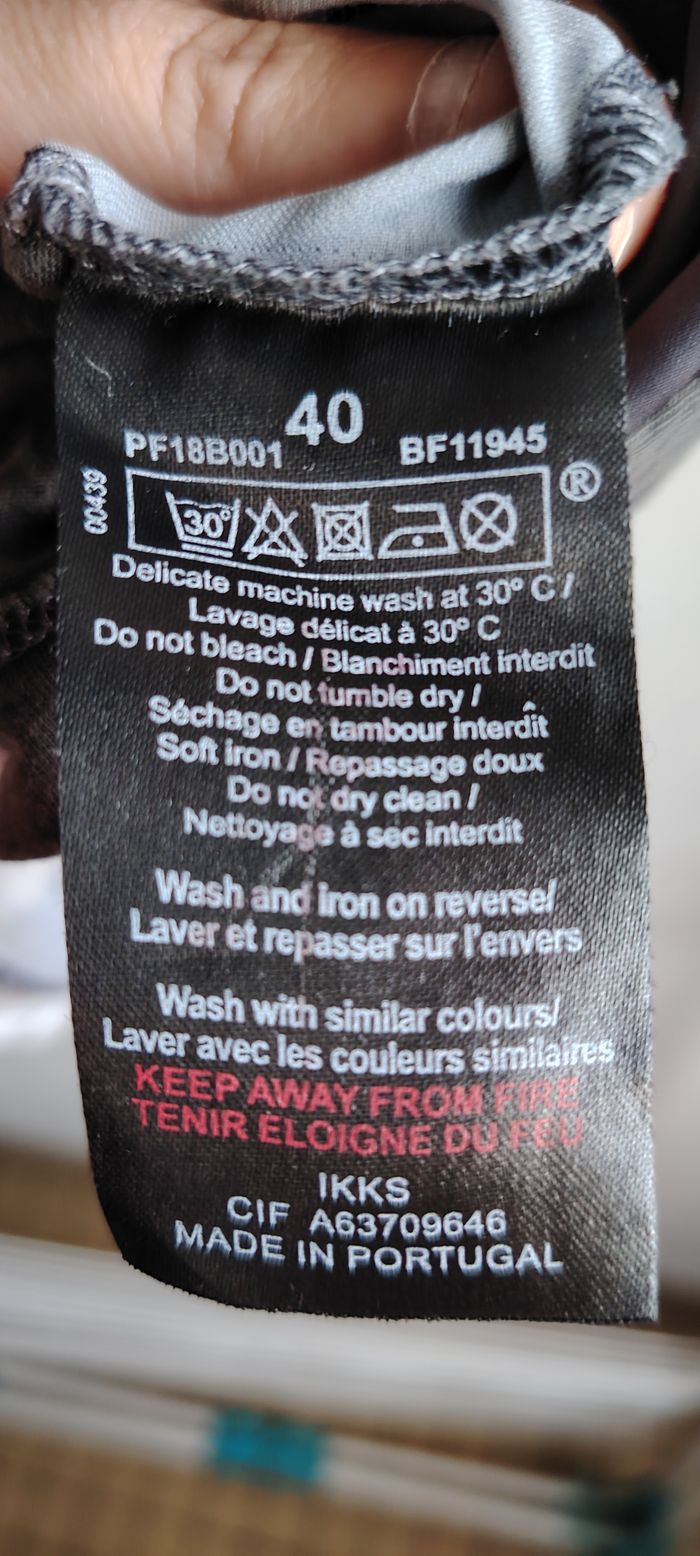 40
PF18B001 BF11945
00439
®
30°
Delicate machine wash at 30° C /
Lavage délicat à 30° C
Do not bleach / Blanchiment interdit
Do not tumble dry /
Séchage en tambour interdit
Soft iron / Repassage doux
Do not dry clean /
Nettoyage à sec interdit
Wash and iron on reverse/
Laver et repasser sur l'envers
Wash with similar colours/
Laver avec les couleurs similaires
KEEP AWAY FROM FIRE
TENIR ELOIGNE DU FEU
IKKS
CIF A63709646
MADE IN PORTUGAL